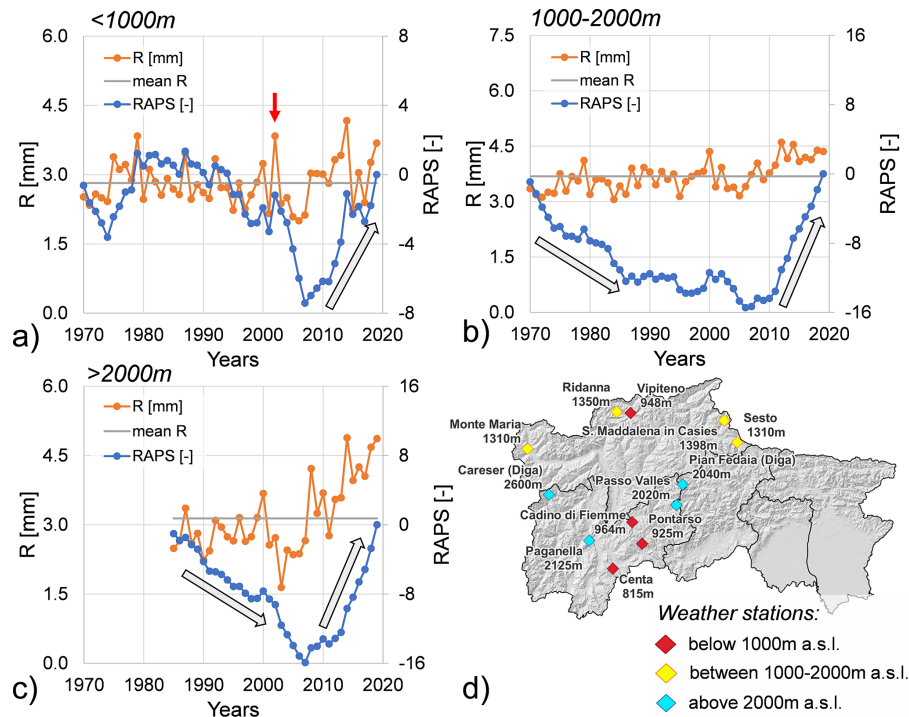 <1000m
6.0
8
R [mm]
mean R
RAPS [-]
4.5
4
R [mm]
3.0
0
RAPS [-]
1.5
-4
0.0
-8
1970 1980 1990 2000 2010 2020
a)
Years
1000-2000m
7.5
16
R [mm]
mean R
RAPS [-]
6.0
8
4.5
R [mm]
0
RAPS [-]
3.0
-8
1.5
0.0
-16
1970 1980 1990 2000 2010 2020
b)
Years
>2000m
6.0
16
R [mm]
mean R
RAPS [-]
4.5
8
R [mm]
3.0
0
RAPS [-]
1.5
-8
0.0
-16
1970 1980 1990 2000 2010 2020
c)
Years
Ridanna
1350m
Vipiteno
948m
Monte Maria
1310m
S. Maddalena in Casies
1398m
Sesto
1310m
Careser (Diga)
2600m
Pian Fedaia (Diga)
2040m
Passo Valles
2020m
Cadino di Fiemme
964m
Pontarso
925m
Paganella
2125m
Centa
815m
d)
Weather stations:
below 1000m a.s.l.
between 1000-2000m a.s.l.
above 2000m a.s.l.